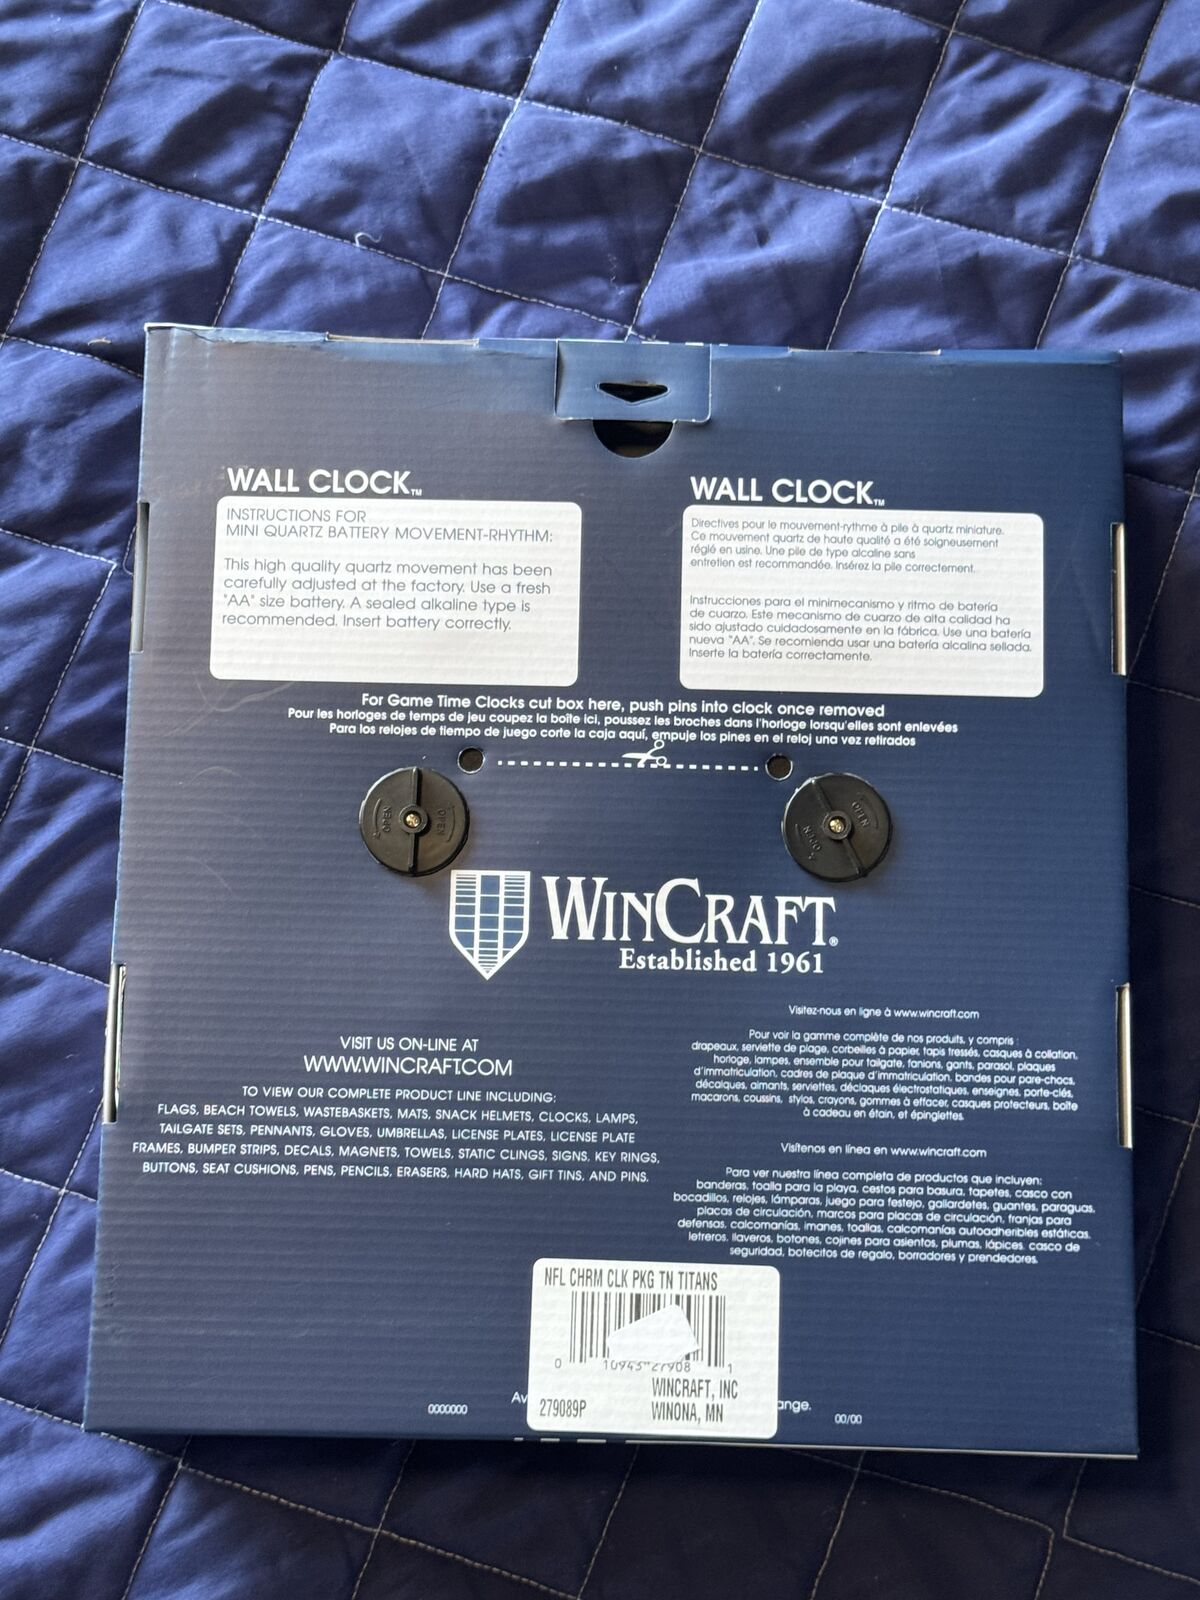 WALL CLOCK™
INSTRUCTIONS FOR
MINI QUARTZ BATTERY MOVEMENT-RHYTHM:
This high quality quartz movement has been
carefully adjusted at the factory. Use a fresh
"AA" size battery. A sealed alkaline type is
recommended. Insert battery correctly.
WALL CLOCK™
Directives pour le mouvement-rythme à pile à quartz miniature.
Ce mouvement quartz de haute qualité a été soigneusement
réglé en usine. Une pile de type alcaline sans
entretien est recommandée. Insérez la pile correctement.
Instrucciones para el minimecanismo y ritmo de batería
de cuarzo. Este mecanismo de cuarzo de alta calidad ha
sido ajustado cuidadosamente en la fábrica. Use una batería
nueva "AA". Se recomienda usar una batería alcalina sellada.
Inserte la batería correctamente.
For Game Time Clocks cut box here, push pins into clock once removed
Pour les horloges de temps de jeu coupez la boîte ici, poussez les broches dans l'horloge lorsqu'elles sont enlevées
Para los relojes de tiempo de juego corte la caja aquí, empuje los pines en el reloj una vez retirados
OPEN OPEN
OPEN OPEN
WINCRAFT®
Established 1961
VISIT US ON-LINE AT
WWW.WINCRAFT.COM
TO VIEW OUR COMPLETE PRODUCT LINE INCLUDING:
FLAGS, BEACH TOWELS, WASTEBASKETS, MATS, SNACK HELMETS, CLOCKS, LAMPS,
TAILGATE SETS, PENNANTS, GLOVES, UMBRELLAS, LICENSE PLATES, LICENSE PLATE
FRAMES, BUMPER STRIPS, DECALS, MAGNETS, TOWELS, STATIC CLINGS, SIGNS, KEY RINGS,
BUTTONS, SEAT CUSHIONS, PENS, PENCILS, ERASERS, HARD HATS, GIFT TINS, AND PINS.
Visitez-nous en ligne à www.wincraft.com
Pour voir la gamme complète de nos produits, y compris :
drapeaux, serviette de plage, corbeilles à papier, tapis tressés, casques à collation,
horloge, lampes, ensemble pour tailgate, fanions, gants, parasol, plaques
d'immatriculation, cadres de plaque d'immatriculation, bandes pour pare-chocs,
décalques, aimants, serviettes, déclaques électrostatiques, enseignes, porte-clés,
macarons, coussins, stylos, crayons, gommes à effacer, casques protecteurs, boîte
à cadeau en étain, et épinglettes.
Visítenos en línea en www.wincraft.com
Para ver nuestra línea completa de productos que incluyen:
banderas, toalla para la playa, cestos para basura, tapetes, casco con
bocadillos, relojes, lámparas, juego para festejo, gallardetes, guantes, paraguas,
placas de circulación, marcos para placas de circulación, franjas para
defensas, calcomanías, imanes, toallas, calcomanías autoadheribles estáticas,
letreros, llaveros, botones, cojines para asientos, plumas, lápices, casco de
seguridad, botecitos de regalo, borradores y prendedores.
NFL CHRM CLK PKG TN TITANS
0 10943 27908 1
WINCRAFT, INC
279089P WINONA, MN
0000000 Av ange. 00/00